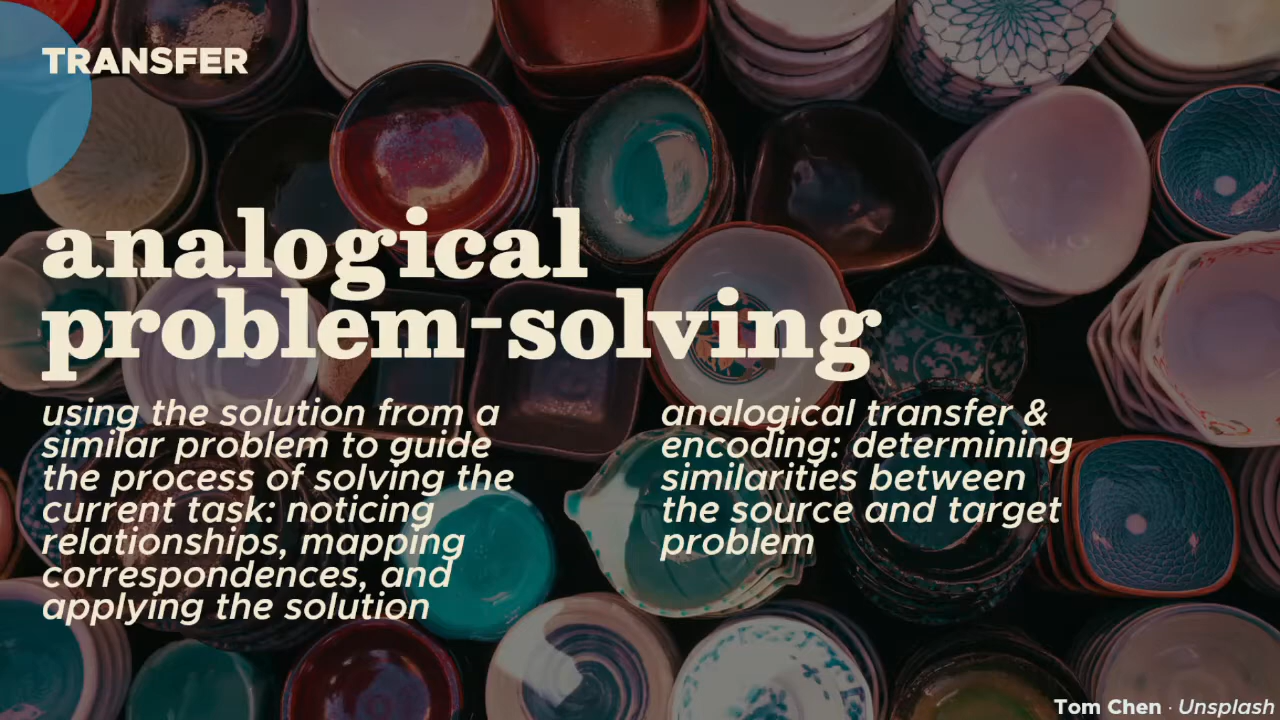 TRANSFER
analogical
problem-solving
using the solution from a
similar problem to guide
the process of solving the
current task: noticing
relationships, mapping
correspondences, and
applying the solution
analogical transfer &
encoding: determining
similarities between
the source and target
problem
Tom Chen · Unsplash